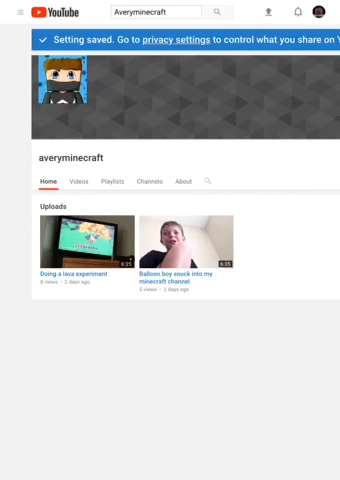 YouTube
Averyminecraft
Setting saved. Go to privacy settings to control what you share on Y
averyminecraft
Home Videos Playlists Channels About
Uploads
6:25
6:35
Doing a lava experiment
8 views • 2 days ago
Balloon boy snuck into my
minecraft channel
5 views • 2 days ago